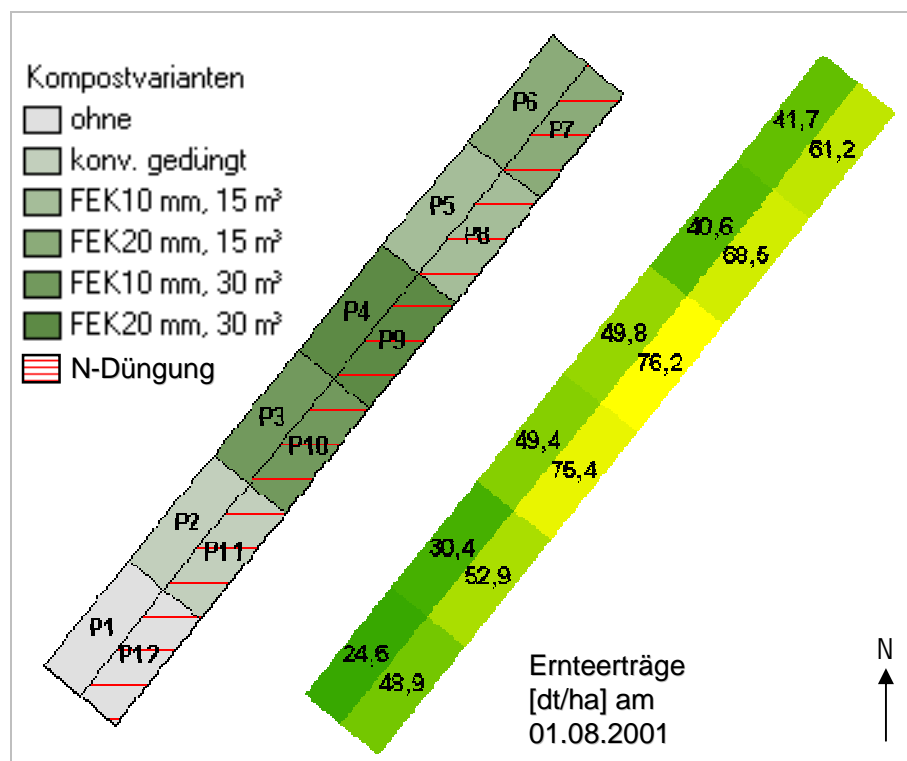 Kompostvarianten
ohne
konv. gedüngt
FEK10 mm, 15 m³
FEK20 mm, 15 m³
FEK10 mm, 30 m³
FEK20 mm, 30 m³
N-Düngung
P6
P7
P5
P8
P4
P9
P3
P10
P2
P11
P1
P12
41,7
61,2
40,6
68,5
49,8
76,2
49,4
75,4
30,4
52,9
24,6
48,9
Ernteerträge
[dt/ha] am
01.08.2001
N